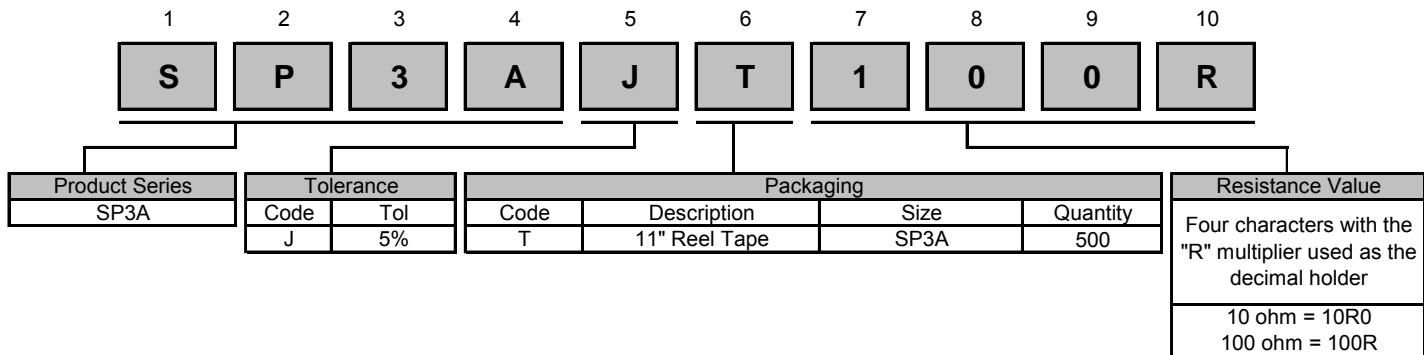 1 2 3 4 5 6 7 8 9 10
S P 3 A J T 1 0 0 R
Product Series
SP3A
Tolerance
Code Tol
J 5%
Packaging
Code Description Size Quantity
T 11" Reel Tape SP3A 500
Resistance Value
Four characters with the
"R" multiplier used as the
decimal holder
10 ohm = 10R0
100 ohm = 100R